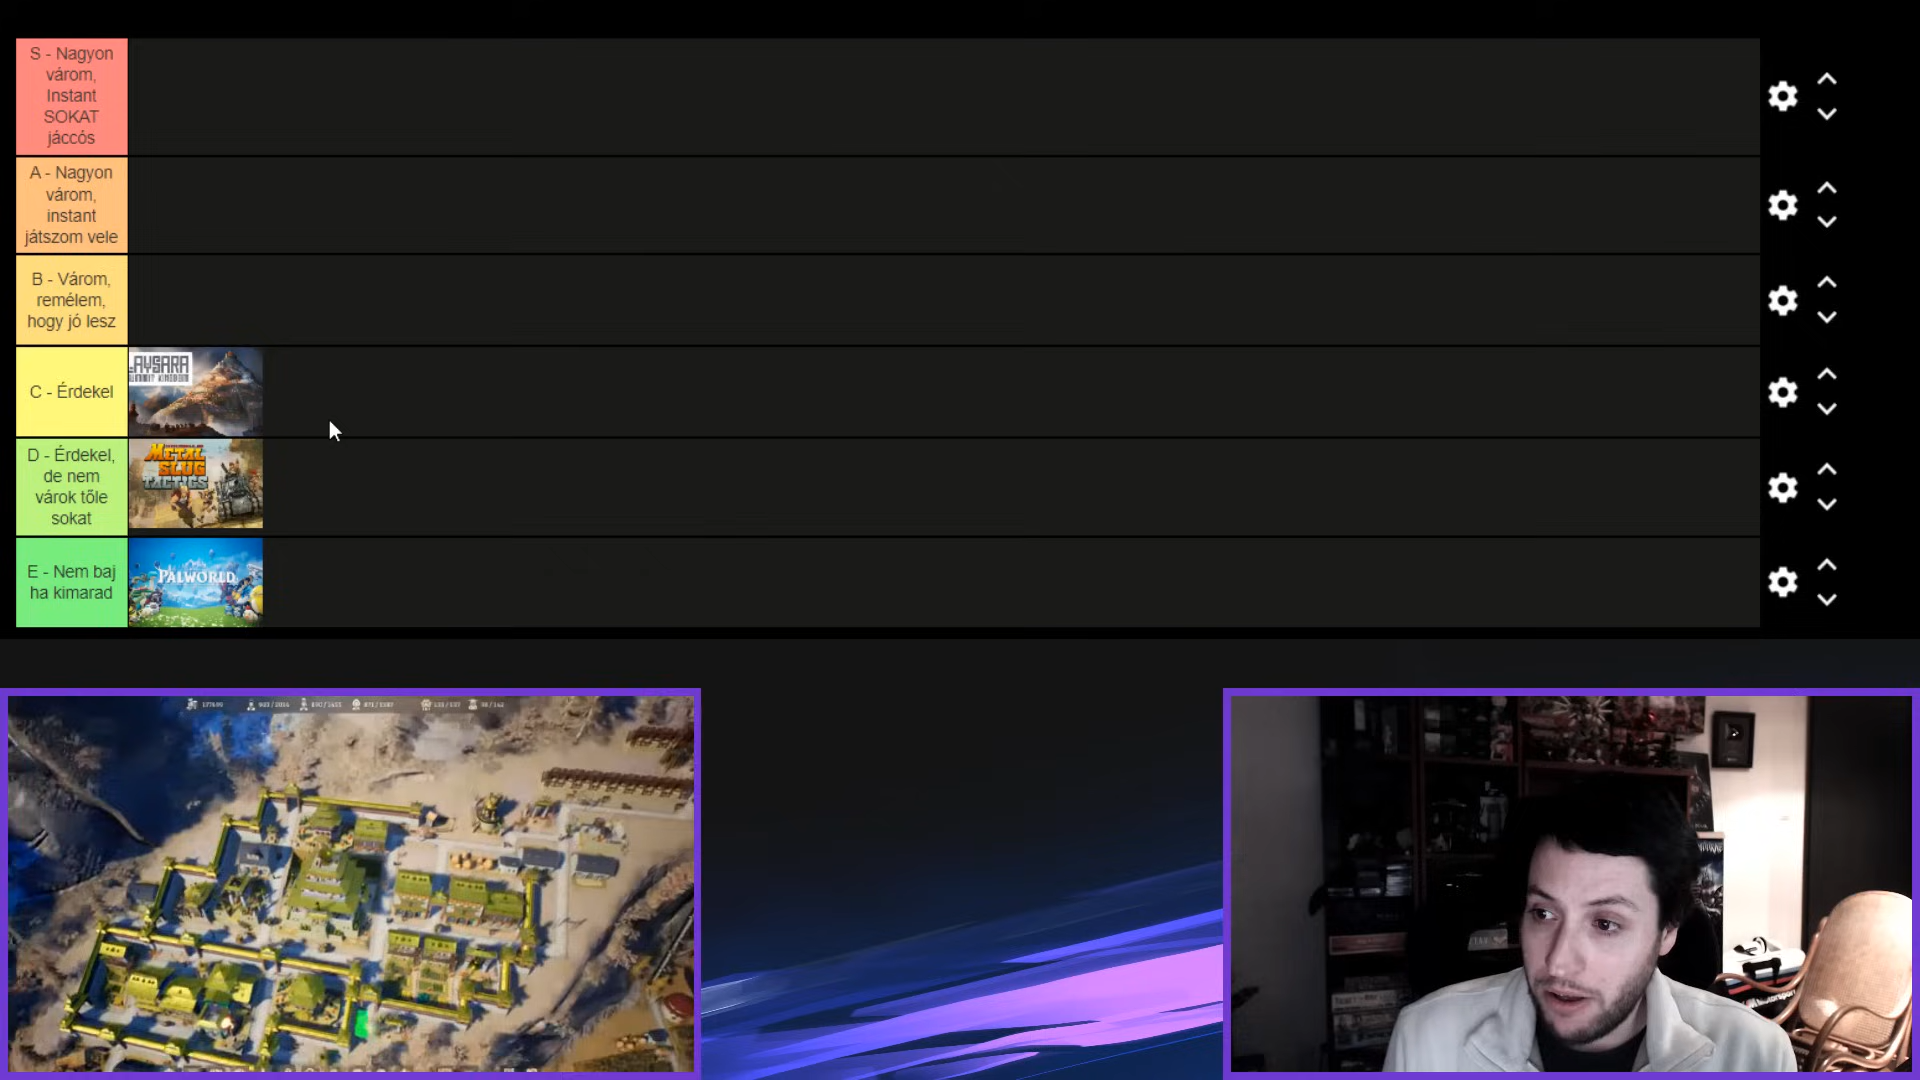 S - Nagyon
várom,
Instant
SOKAT
jáccós
A - Nagyon
várom,
instant
játszom vele
B - Várom,
remélem,
hogy jó lesz
C - Érdekel
AYSARA
D - Érdekel,
de nem
várok tőle
sokat
METAL
SLUG
TACTICS
E - Nem baj
ha kimarad
PALWORLD